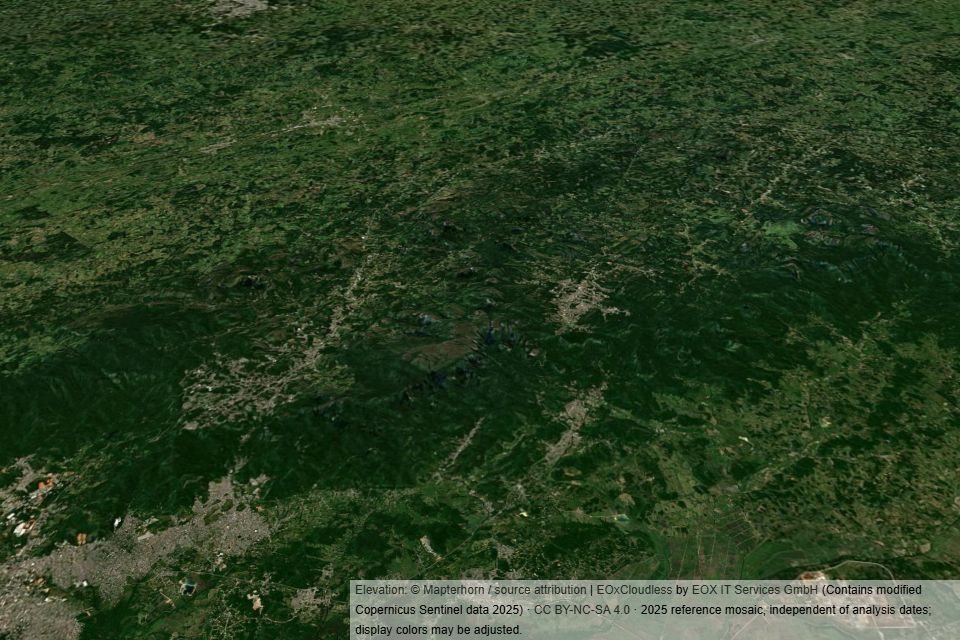 Elevation: © Mapterhorn / source attribution | EOxCloudless by EOX IT Services GmbH (Contains modified
Copernicus Sentinel data 2025) · CC BY-NC-SA 4.0 · 2025 reference mosaic, independent of analysis dates;
display colors may be adjusted.